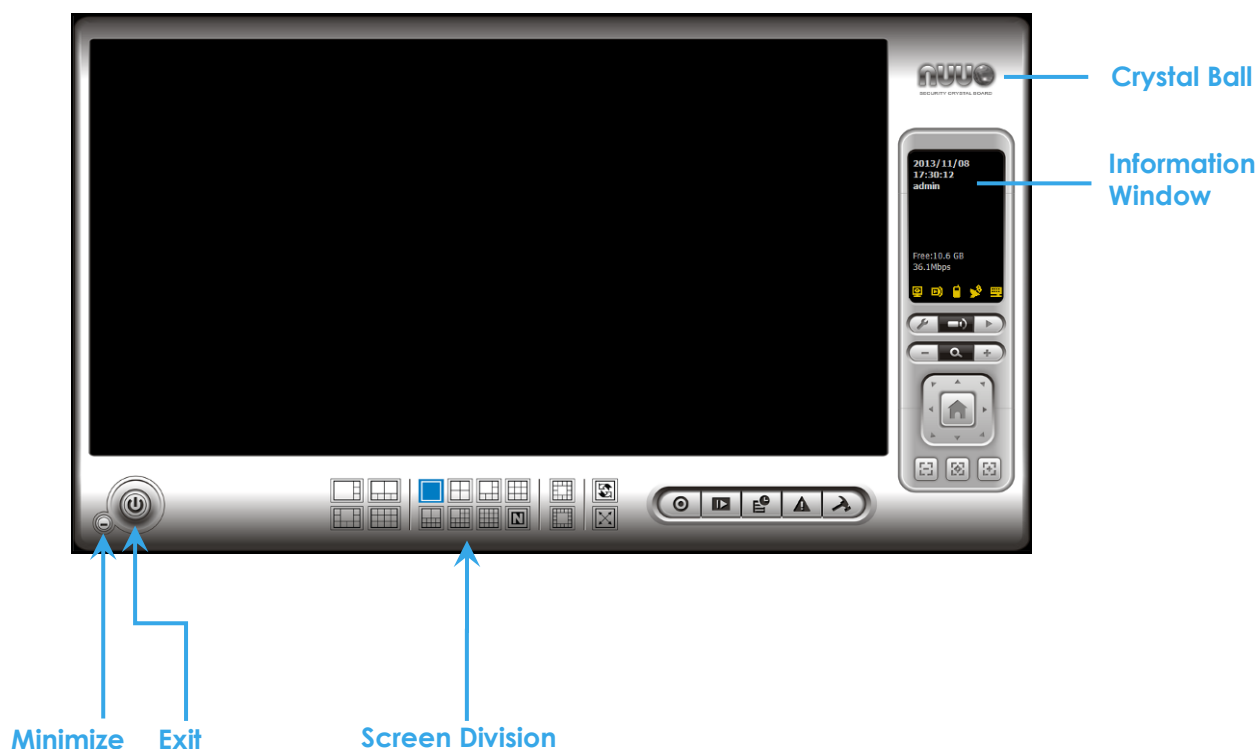 nuuo
SECURITY CRYSTAL BOARD
Crystal Ball
2013/11/08
17:30:12
admin
Information
Window
Free:10.6 GB
36.1Mbps
N
Minimize
Exit
Screen Division